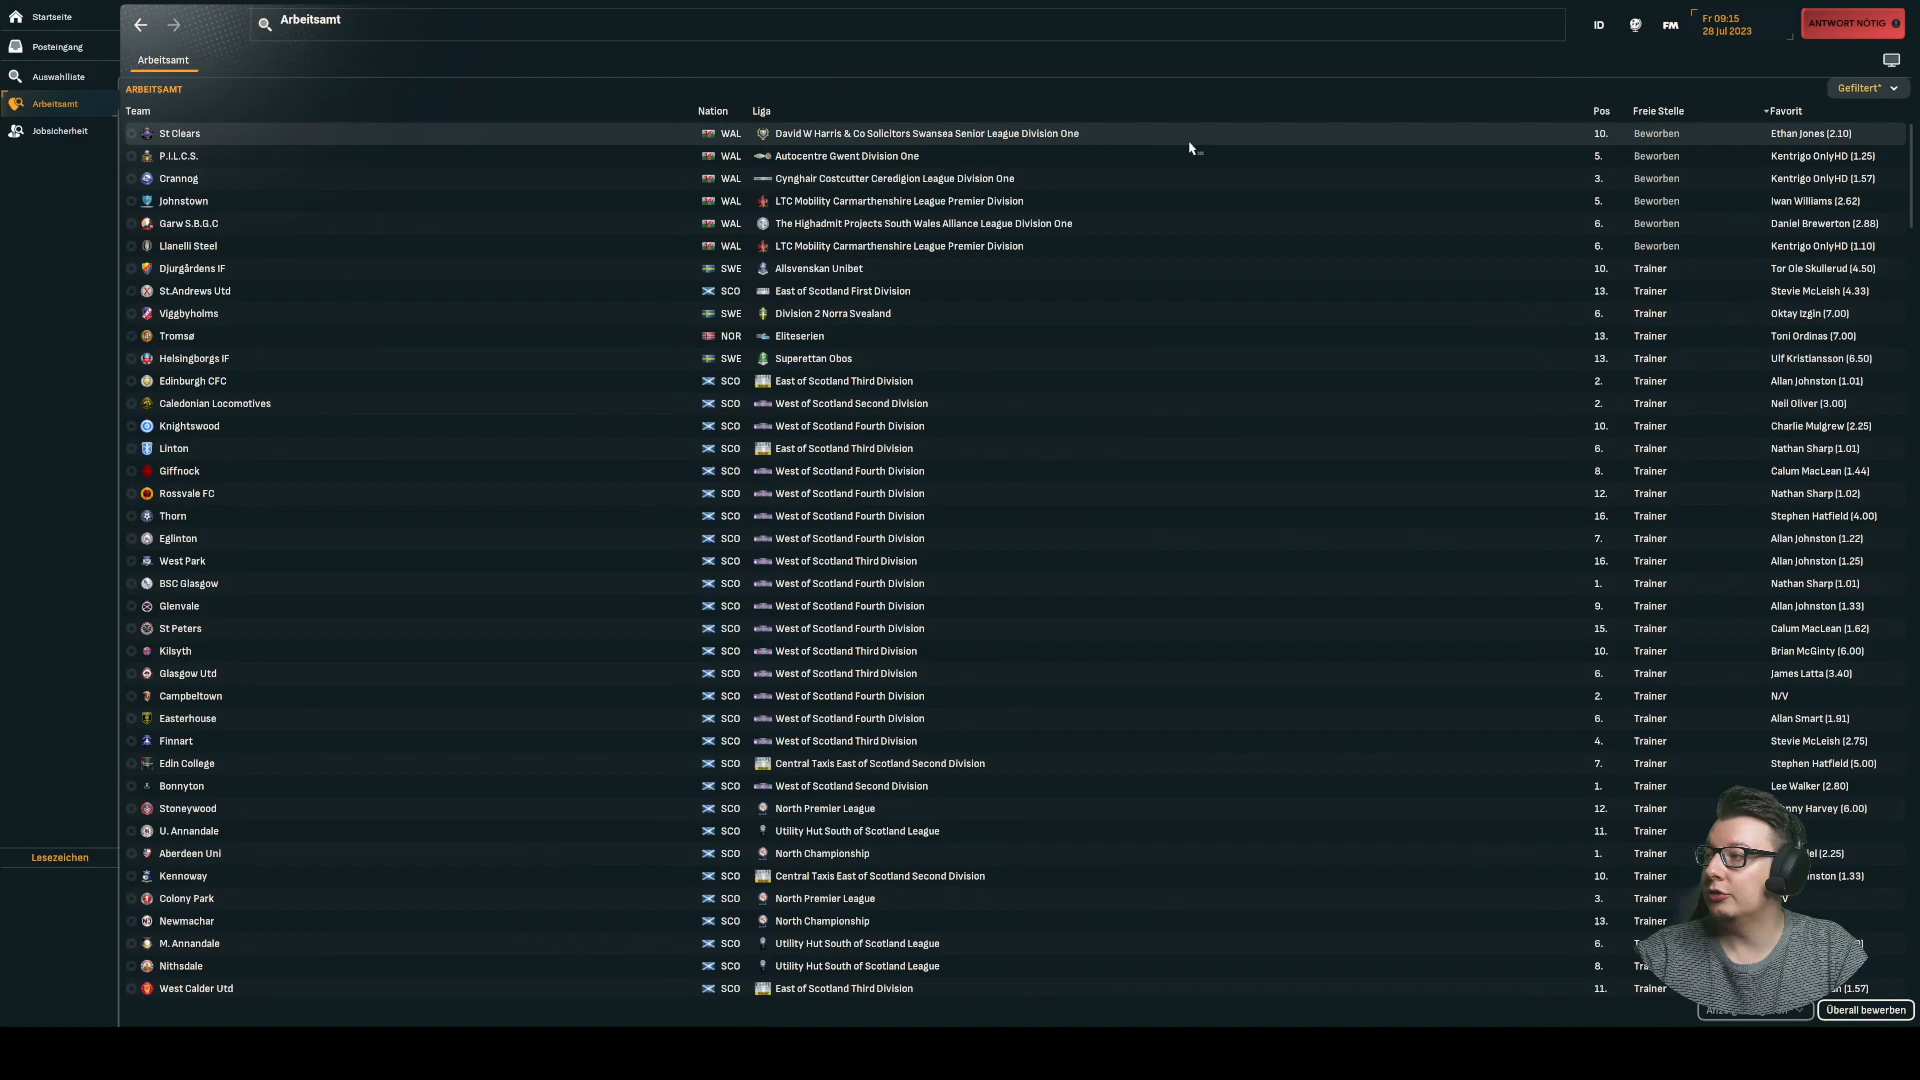 Startseite
Posteingang
Auswahlliste
Arbeitsamt
Jobsicherheit
Lesezeichen
Arbeitsamt
ID FM Fr 09:15
28 Jul 2023
ANTWORT NÖTIG
Arbeitsamt
ARBEITSAMT Gefiltert*
Team Nation Liga Pos Freie Stelle Favorit
St Clears WAL David W Harris & Co Solicitors Swansea Senior League Division One 10. Beworben Ethan Jones (2.10)
P.I.L.C.S. WAL Autocentre Gwent Division One 5. Beworben Kentrigo OnlyHD (1.25)
Crannog WAL Cynghair Costcutter Ceredigion League Division One 3. Beworben Kentrigo OnlyHD (1.57)
Johnstown WAL LTC Mobility Carmarthenshire League Premier Division 5. Beworben Iwan Williams (2.62)
Garw S.B.G.C WAL The Highadmit Projects South Wales Alliance League Division One 6. Beworben Daniel Brewerton (2.88)
Llanelli Steel WAL LTC Mobility Carmarthenshire League Premier Division 6. Beworben Kentrigo OnlyHD (1.10)
Djurgårdens IF SWE Allsvenskan Unibet 10. Trainer Tor Ole Skullerud (4.50)
St.Andrews Utd SCO East of Scotland First Division 13. Trainer Stevie McLeish (4.33)
Viggbyholms SWE Division 2 Norra Svealand 6. Trainer Oktay Izgin (7.00)
Tromsø NOR Eliteserien 13. Trainer Toni Ordinas (7.00)
Helsingborgs IF SWE Superettan Obos 13. Trainer Ulf Kristiansson (6.50)
Edinburgh CFC SCO East of Scotland Third Division 2. Trainer Allan Johnston (1.01)
Caledonian Locomotives SCO West of Scotland Second Division 2. Trainer Neil Oliver (3.00)
Knightswood SCO West of Scotland Fourth Division 10. Trainer Charlie Mulgrew (2.25)
Linton SCO East of Scotland Third Division 6. Trainer Nathan Sharp (1.01)
Giffnock SCO West of Scotland Fourth Division 8. Trainer Calum MacLean (1.44)
Rossvale FC SCO West of Scotland Fourth Division 12. Trainer Nathan Sharp (1.02)
Thorn SCO West of Scotland Fourth Division 16. Trainer Stephen Hatfield (4.00)
Eglinton SCO West of Scotland Fourth Division 7. Trainer Allan Johnston (1.22)
West Park SCO West of Scotland Third Division 16. Trainer Allan Johnston (1.25)
BSC Glasgow SCO West of Scotland Fourth Division 1. Trainer Nathan Sharp (1.01)
Glenvale SCO West of Scotland Fourth Division 9. Trainer Allan Johnston (1.33)
St Peters SCO West of Scotland Fourth Division 15. Trainer Calum MacLean (1.62)
Kilsyth SCO West of Scotland Third Division 10. Trainer Brian McGinty (6.00)
Glasgow Utd SCO West of Scotland Third Division 6. Trainer James Latta (3.40)
Campbeltown SCO West of Scotland Fourth Division 2. Trainer N/V
Easterhouse SCO West of Scotland Fourth Division 6. Trainer Allan Smart (1.91)
Finnart SCO West of Scotland Third Division 4. Trainer Stevie McLeish (2.75)
Edin College SCO Central Taxis East of Scotland Second Division 7. Trainer Stephen Hatfield (5.00)
Bonnyton SCO West of Scotland Second Division 1. Trainer Lee Walker (2.80)
Stoneywood SCO North Premier League 12. Trainer Harvey (6.00)
U. Annandale SCO Utility Hut South of Scotland League 11. Trainer
Aberdeen Uni SCO North Championship 1. Trainer (2.25)
Kennoway SCO Central Taxis East of Scotland Second Division 10. Trainer (1.33)
Colony Park SCO North Premier League 3. Trainer
Newmachar SCO North Championship 13. Trainer
M. Annandale SCO Utility Hut South of Scotland League 6.
Nithsdale SCO Utility Hut South of Scotland League 8.
West Calder Utd SCO East of Scotland Third Division 11. Trainer (1.57)
Überall bewerben